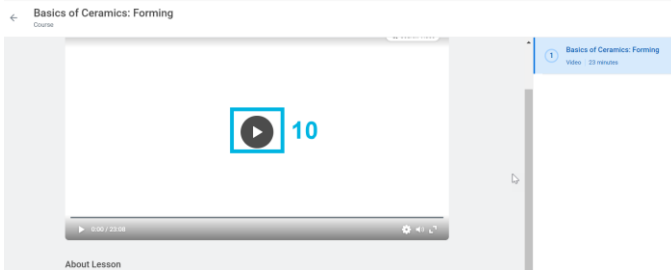 Basics of Ceramics: Forming
Course
1
Basics of Ceramics: Forming
Video 23 minutes
10
0:00 / 23:08
About Lesson